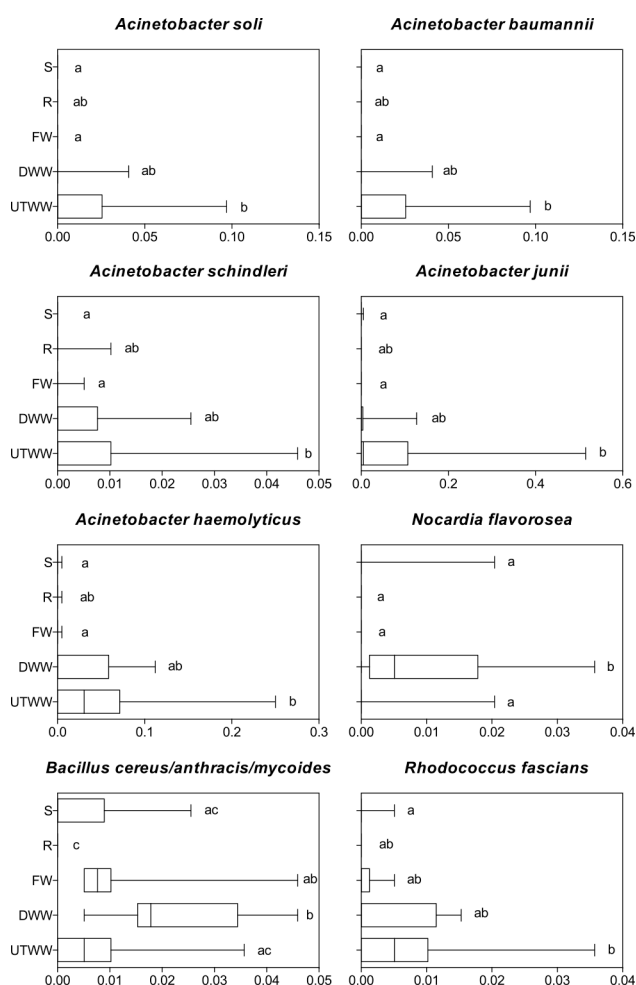 Acinetobacter soli
S
a
R
ab
FW
a
DWW
ab
UTWW
b
0.00 0.05 0.10 0.15
Acinetobacter baumannii
a
ab
a
ab
b
0.00 0.05 0.10 0.15
Acinetobacter schindleri
S
a
R
ab
FW
a
DWW
ab
UTWW
b
0.00 0.01 0.02 0.03 0.04 0.05
Acinetobacter junii
a
ab
a
ab
b
0.0 0.2 0.4 0.6
Acinetobacter haemolyticus
S
a
R
ab
FW
a
DWW
ab
UTWW
b
0.0 0.1 0.2 0.3
Nocardia flavorosea
a
a
a
b
a
0.00 0.01 0.02 0.03 0.04
Bacillus cereus/anthracis/mycoides
S
ac
R
c
FW
ab
DWW
b
UTWW
ac
0.00 0.01 0.02 0.03 0.04 0.05
Rhodococcus fascians
a
ab
ab
ab
b
0.00 0.01 0.02 0.03 0.04